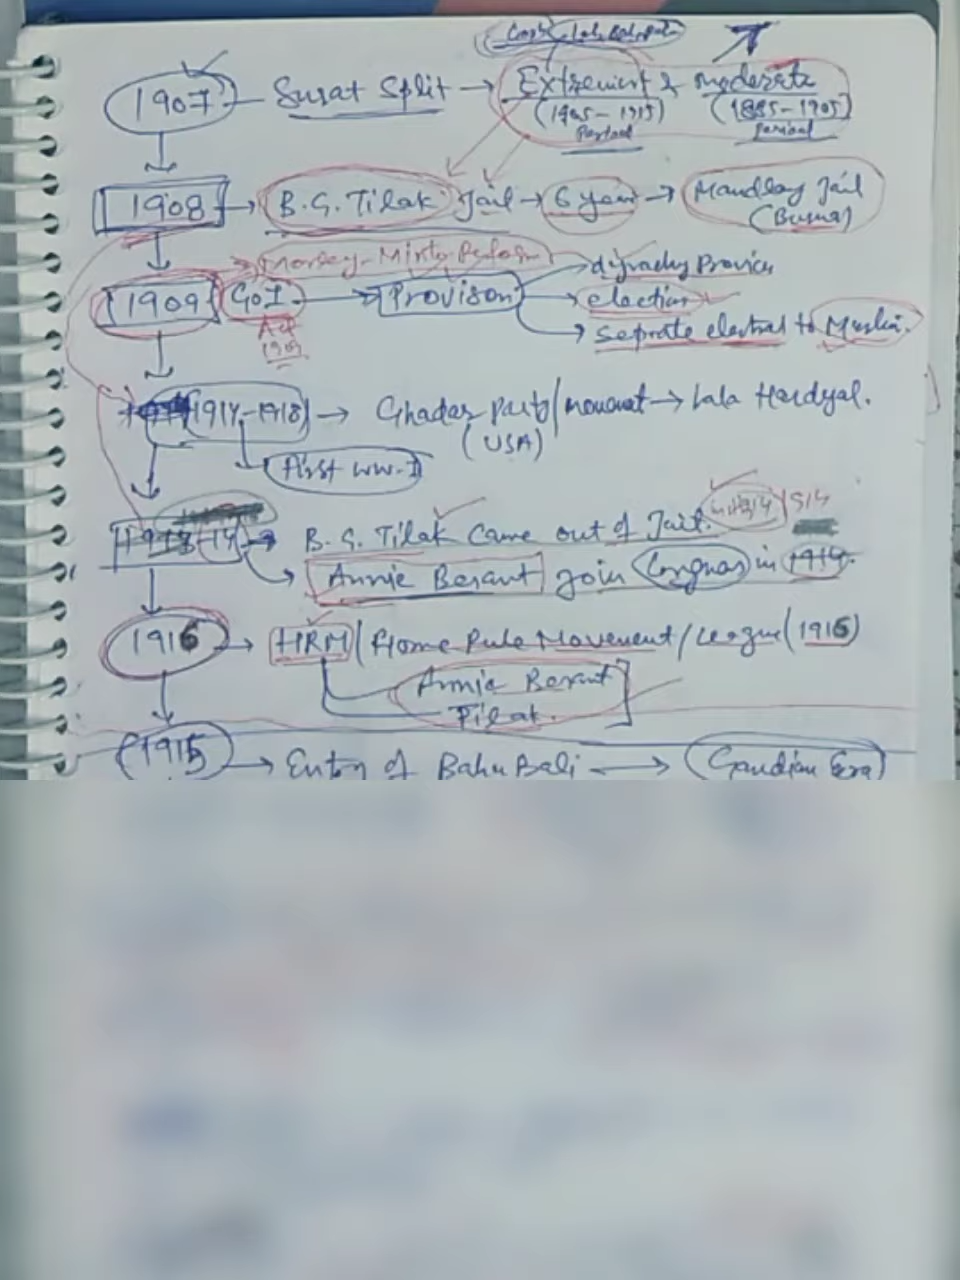 1907 - Surat Split → Extremist & moderate
(1905-1915) (1885-1905)
Period period
1908 → B.G. Tilak Jail → 6 year → Mandlay Jail
(Burma)
Morley-Minto Reform
dyrachy Province
1909 GoI → Provison → election
Act
1909
→ seprate electral to Muslim.
(1914-1918) → Ghadar party/movement → Lala Hardyal.
(USA)
First WW-I
B.G. Tilak Came out of Jail.
Annie Besant join Congress in 1914.
1916 → HRM / Home Rule Movement / League (1916)
Annie Besant
Tilak.
1915 → Entry of Bahu Bali → Gandian Era